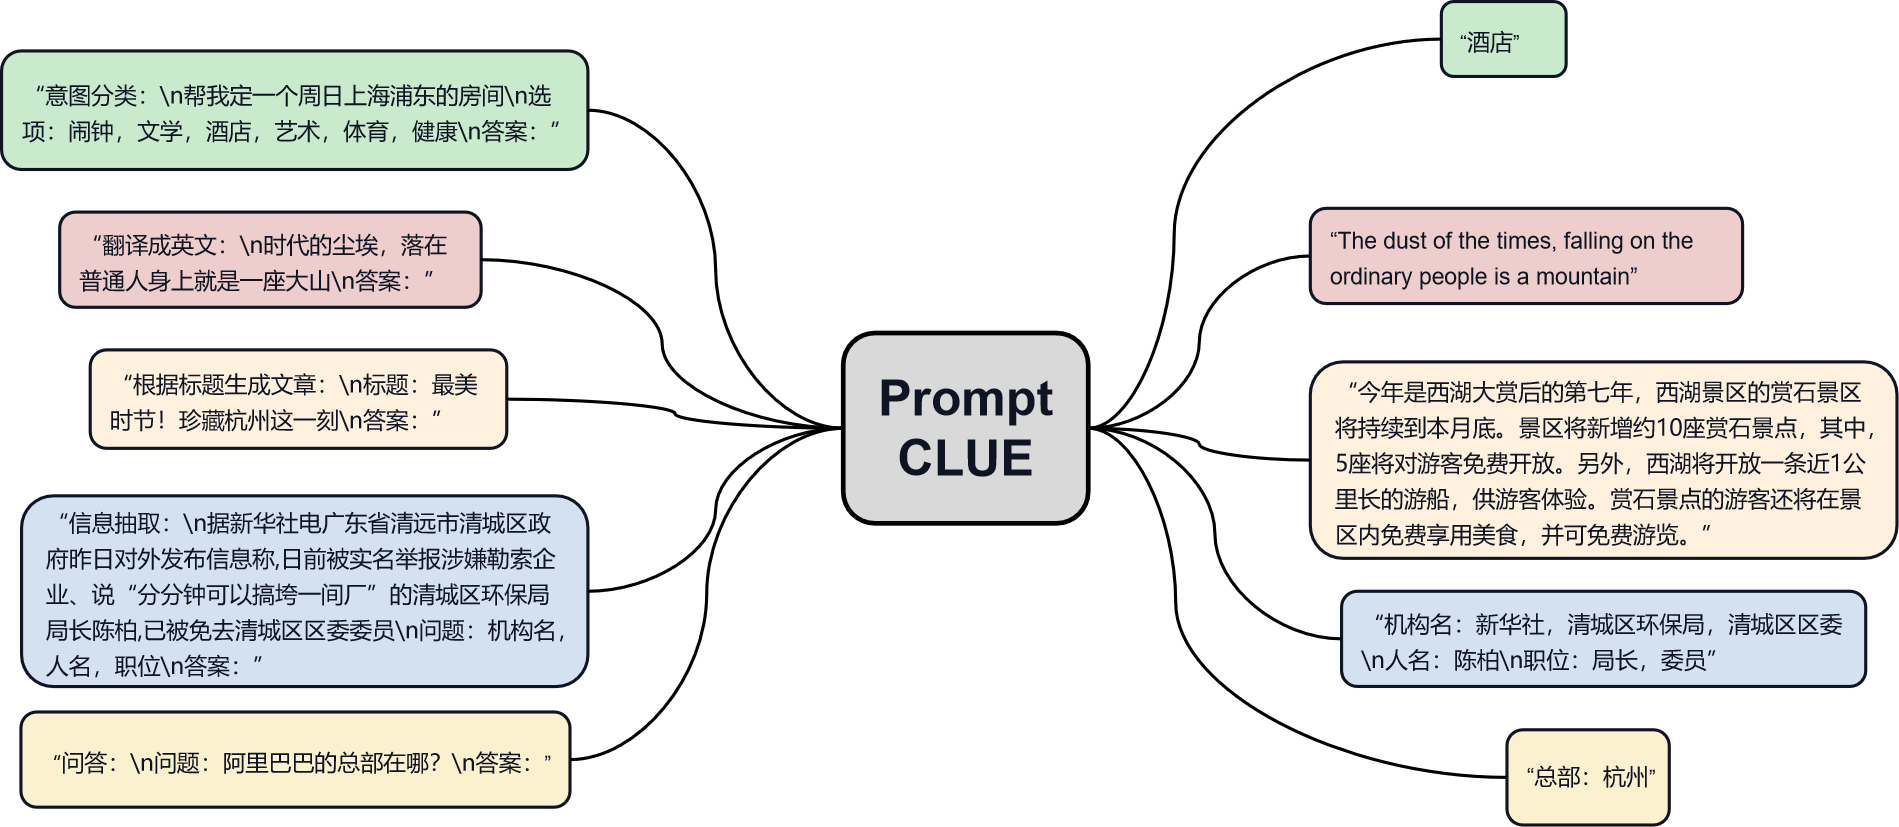 “意图分类：\n帮我定一个周日上海浦东的房间\n选
项：闹钟，文学，酒店，艺术，体育，健康\n答案：”
“翻译成英文：\n时代的尘埃，落在
普通人身上就是一座大山\n答案：”
“根据标题生成文章：\n标题：最美
时节！珍藏杭州这一刻\n答案：”
“信息抽取：\n据新华社电广东省清远市清城区政
府昨日对外发布信息称,日前被实名举报涉嫌勒索企
业、说“分分钟可以搞垮一间厂”的清城区环保局
局长陈柏,已被免去清城区区委委员\n问题：机构名，
人名，职位\n答案：”
“问答：\n问题：阿里巴巴的总部在哪？\n答案：”
Prompt
CLUE
“酒店”
“The dust of the times, falling on the
ordinary people is a mountain”
“今年是西湖大赏后的第七年，西湖景区的赏石景区
将持续到本月底。景区将新增约10座赏石景点，其中，
5座将对游客免费开放。另外，西湖将开放一条近1公
里长的游船，供游客体验。赏石景点的游客还将在景
区内免费享用美食，并可免费游览。”
“机构名：新华社，清城区环保局，清城区区委
\n人名：陈柏\n职位：局长，委员”
“总部：杭州”